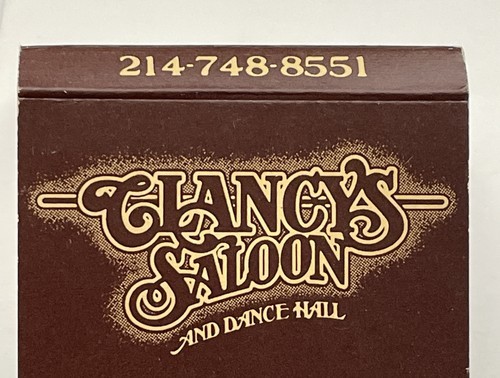 214-748-8551
CLANCY'S
SALOON
AND DANCE HALL